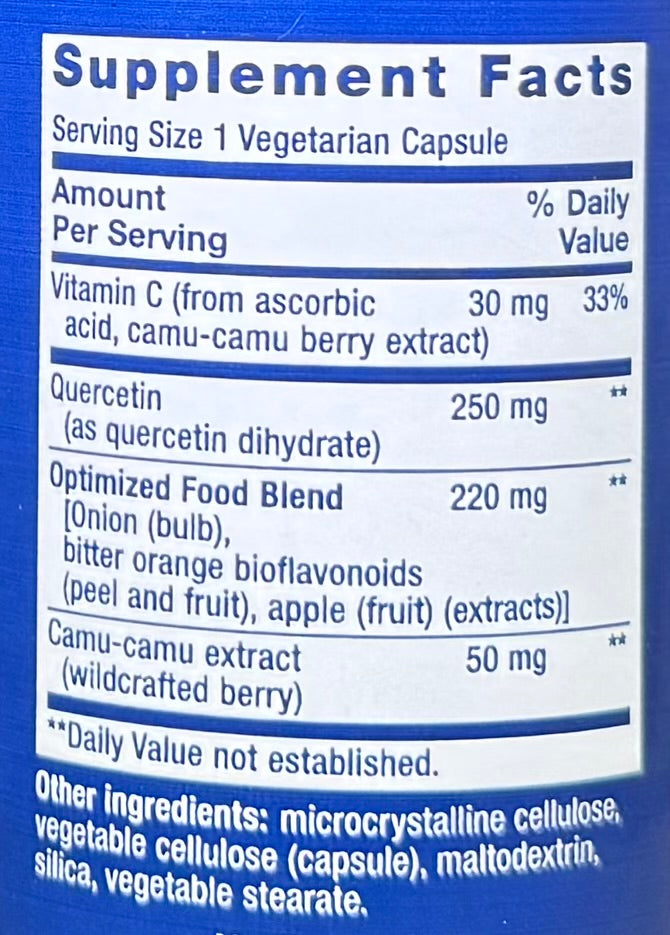 Supplement Facts
Serving Size 1 Vegetarian Capsule
Amount % Daily
Per Serving Value
Vitamin C (from ascorbic 30 mg 33%
acid, camu-camu berry extract)
Quercetin 250 mg **
(as quercetin dihydrate)
Optimized Food Blend 220 mg **
[Onion (bulb),
bitter orange bioflavonoids
(peel and fruit), apple (fruit) (extracts)]
Camu-camu extract 50 mg **
(wildcrafted berry)
**Daily Value not established.
Other ingredients: microcrystalline cellulose,
vegetable cellulose (capsule), maltodextrin,
silica, vegetable stearate.